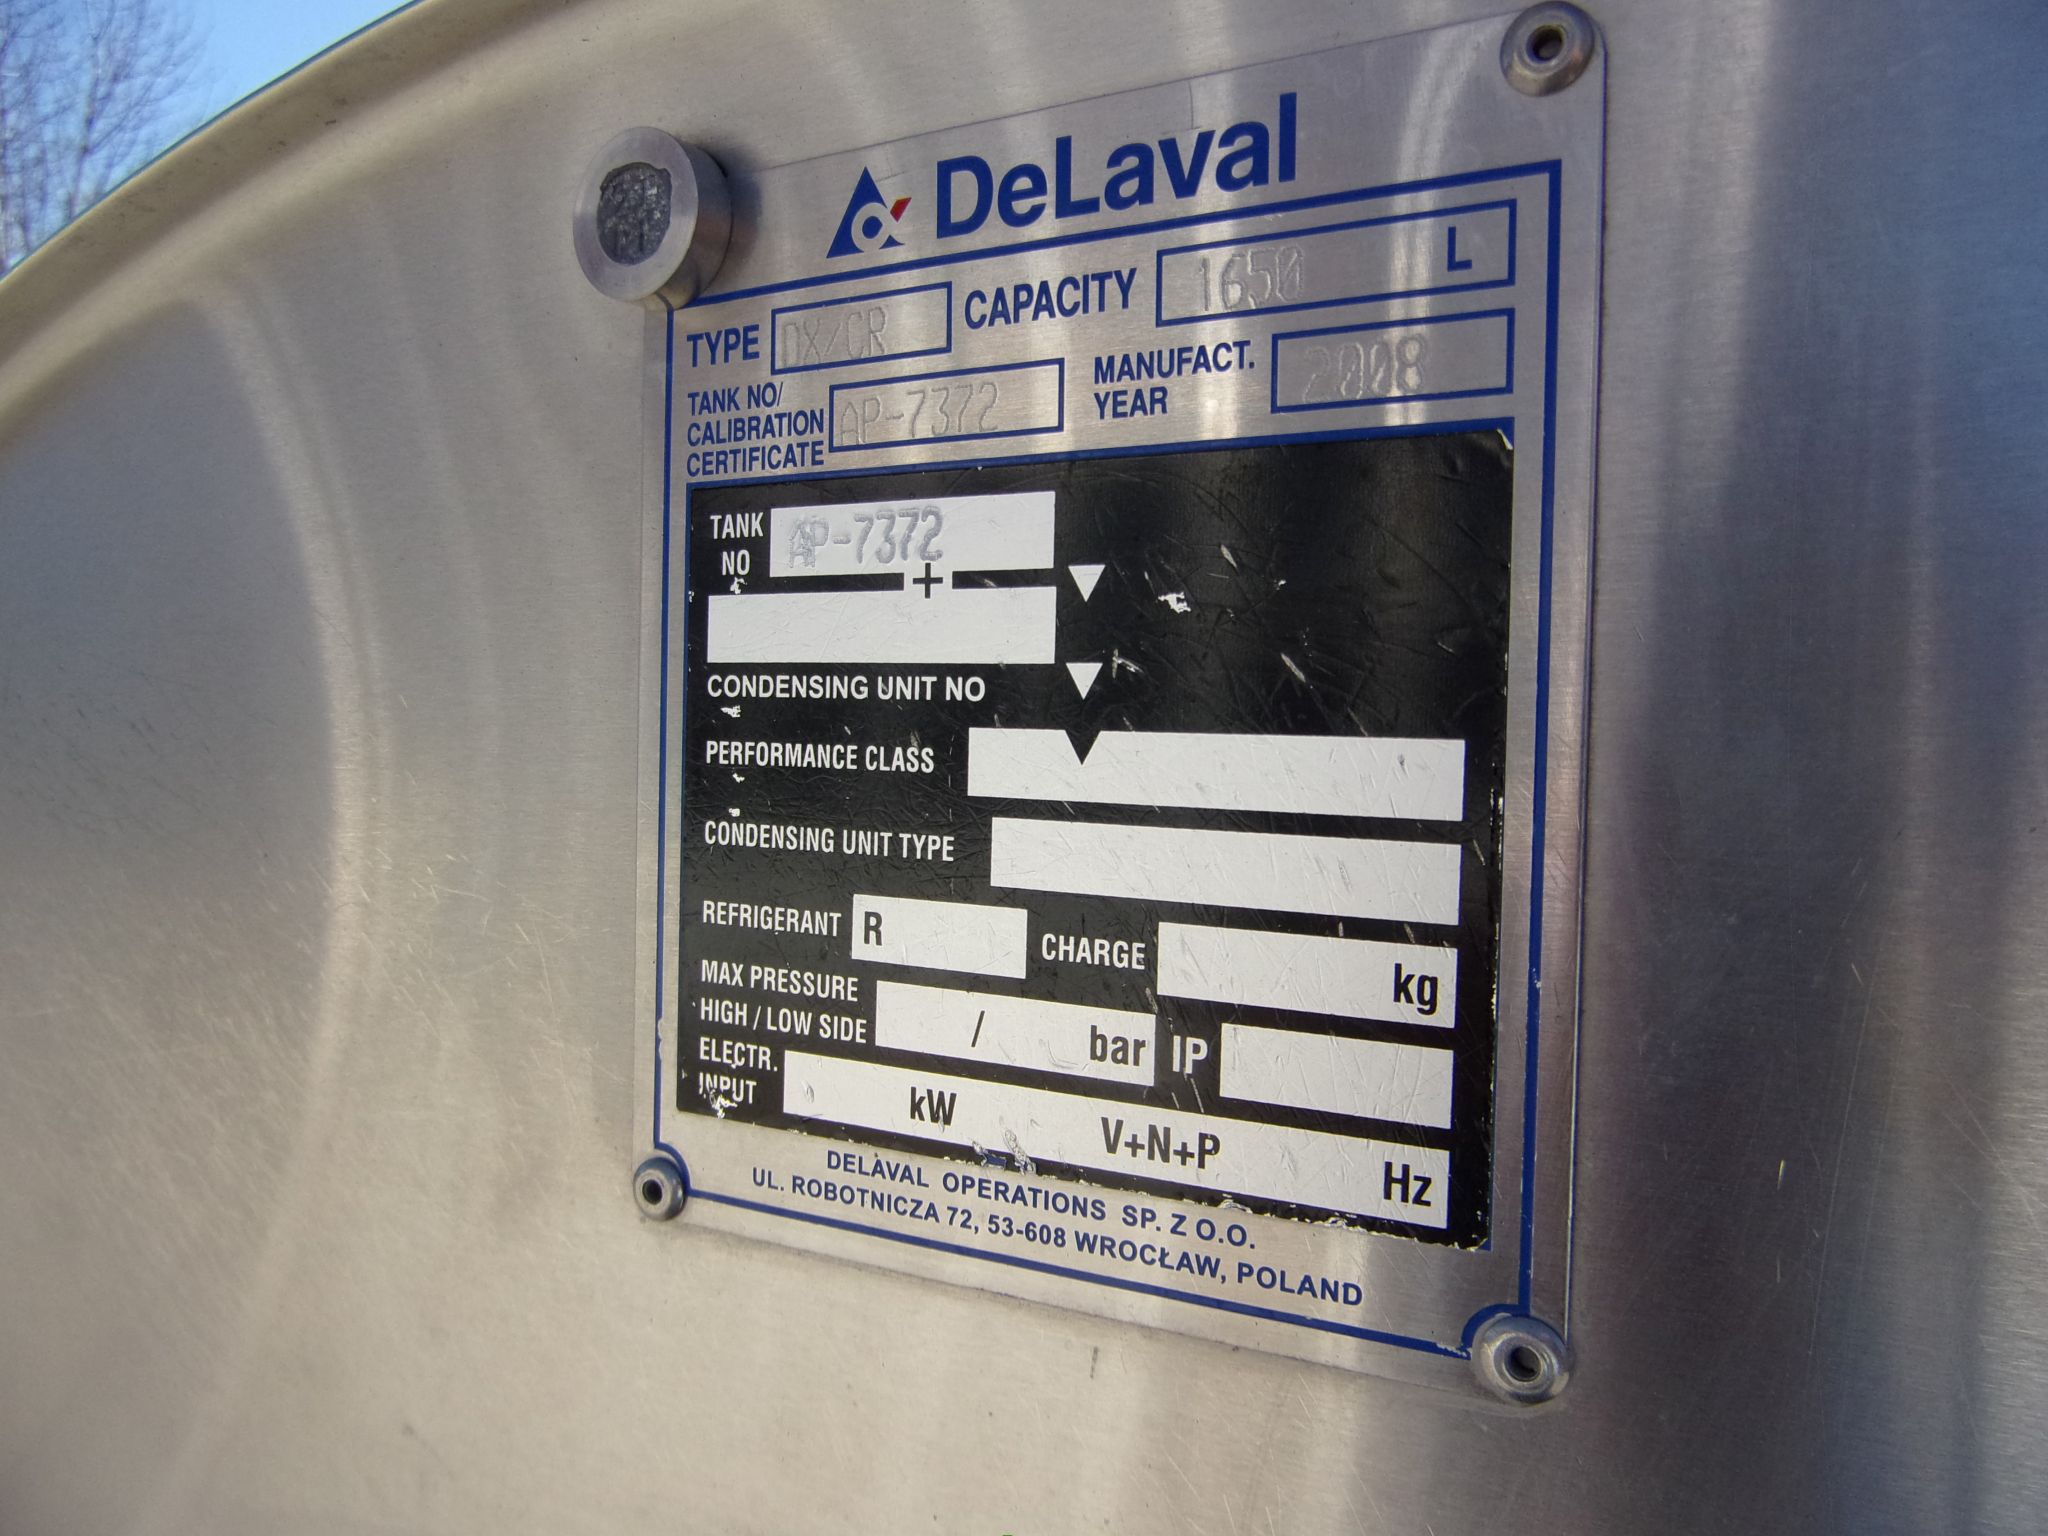 DeLaval
TYPE DX/CR CAPACITY 1650 L
TANK NO/
CALIBRATION
CERTIFICATE AP-7372
MANUFACT.
YEAR 2008
TANK
NO AP-7372
+
CONDENSING UNIT NO
PERFORMANCE CLASS
CONDENSING UNIT TYPE
REFRIGERANT R CHARGE kg
MAX PRESSURE
HIGH / LOW SIDE / bar IP
ELECTR.
INPUT kW V+N+P Hz
DELAVAL OPERATIONS SP. Z O.O.
UL. ROBOTNICZA 72, 53-608 WROCŁAW, POLAND